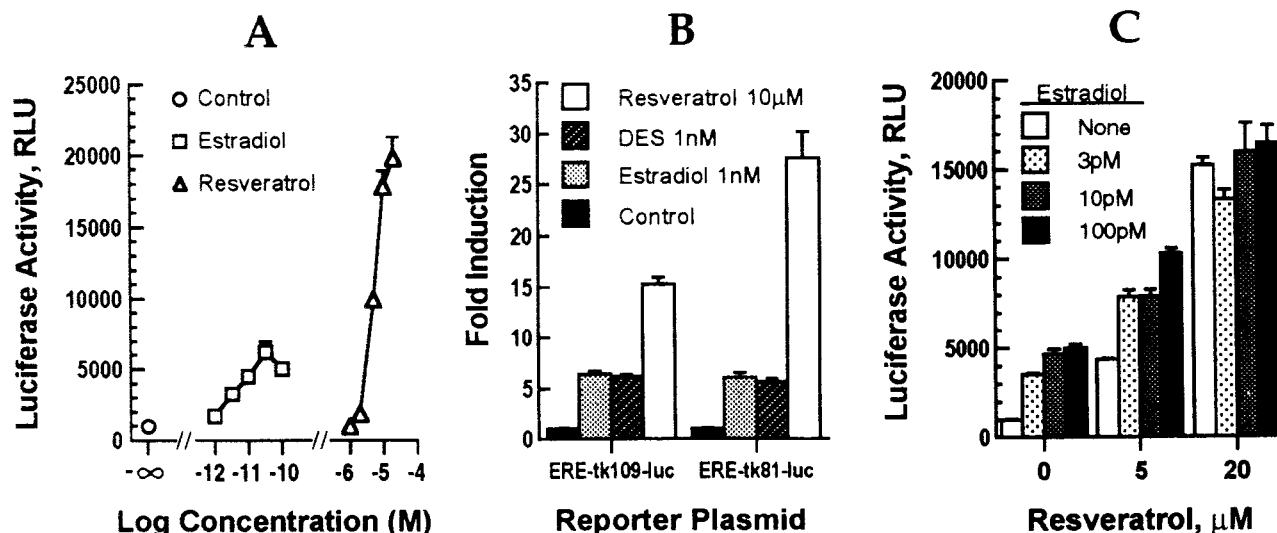 A
Luciferase Activity, RLU
25000
20000
15000
10000
5000
0
Control
Estradiol
Resveratrol
-∞
-12 -11 -10
-6 -5 -4
Log Concentration (M)
B
Fold Induction
35
30
25
20
15
10
5
0
Resveratrol 10μM
DES 1nM
Estradiol 1nM
Control
ERE-tk109-luc
ERE-tk81-luc
Reporter Plasmid
C
Luciferase Activity, RLU
20000
15000
10000
5000
0
Estradiol
None
3pM
10pM
100pM
0
5
20
Resveratrol, μM